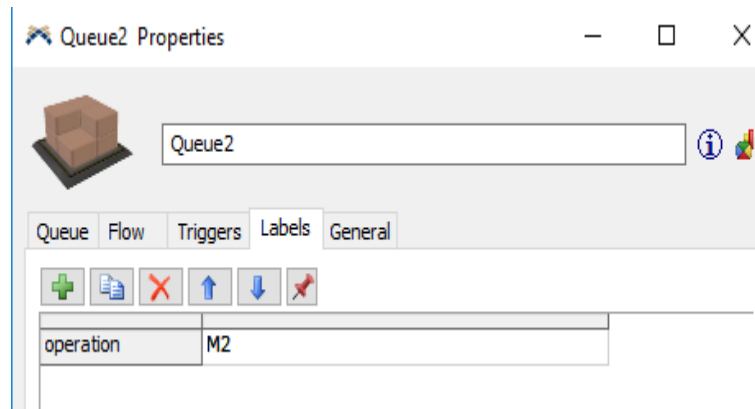 Queue2 Properties
Queue2
Queue Flow Triggers Labels General
operation M2